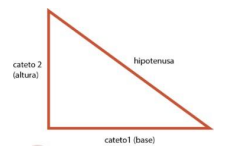 cateto 2
(altura)
hipotenusa
cateto1 (base)